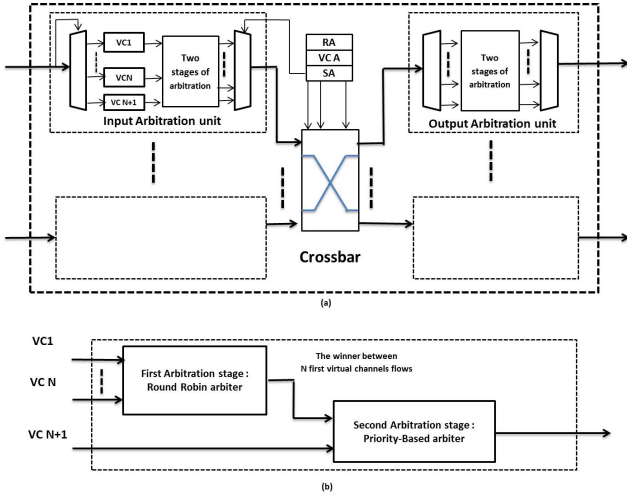 VC1
VCN
VC N+1
Two
stages of
arbitration
Input Arbitration unit
RA
VC A
SA
Two
stages of
arbitration
Output Arbitration unit
Crossbar
(a)
VC1
VC N
VC N+1
First Arbitration stage :
Round Robin arbiter
The winner between
N first virtual channels flows
Second Arbitration stage :
Priority-Based arbiter
(b)